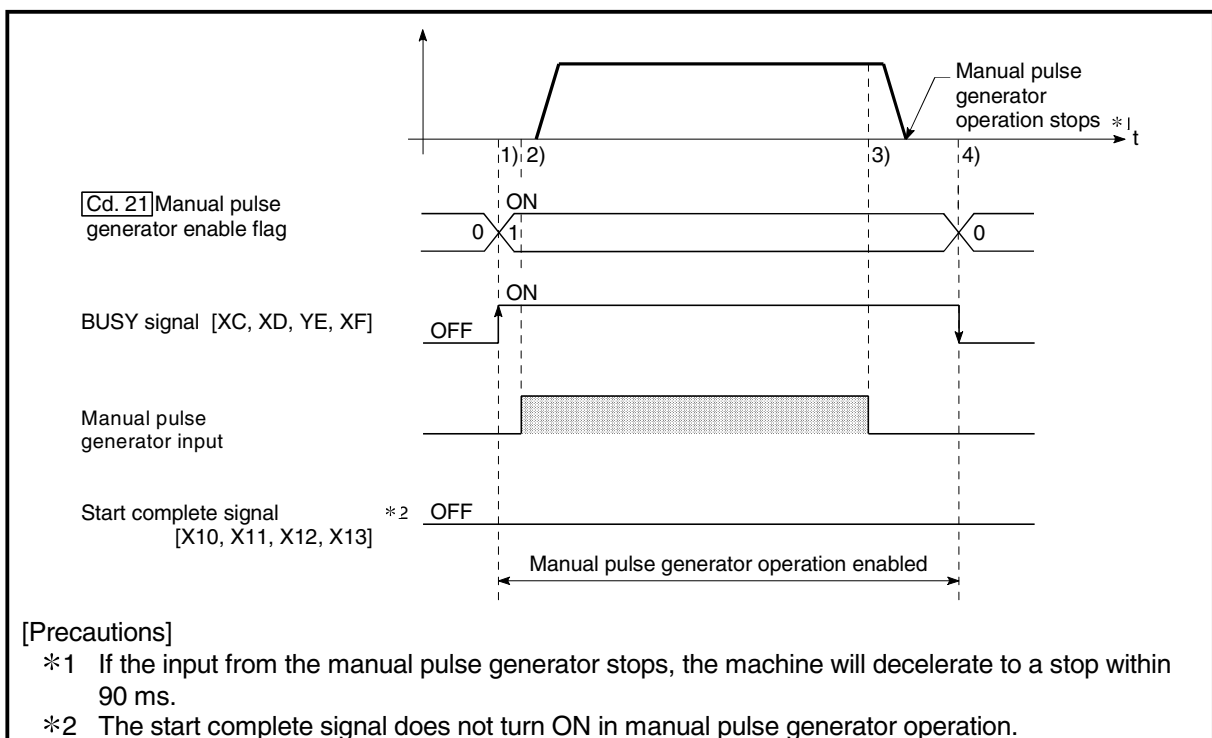 Manual pulse
generator
operation stops *1
t
1) 2) 3) 4)
Cd. 21 Manual pulse
generator enable flag
ON
0 1 0
ON
BUSY signal [XC, XD, YE, XF]
OFF
Manual pulse
generator input
Start complete signal *2 OFF
[X10, X11, X12, X13]
Manual pulse generator operation enabled
[Precautions]
*1 If the input from the manual pulse generator stops, the machine will decelerate to a stop within
90 ms.
*2 The start complete signal does not turn ON in manual pulse generator operation.